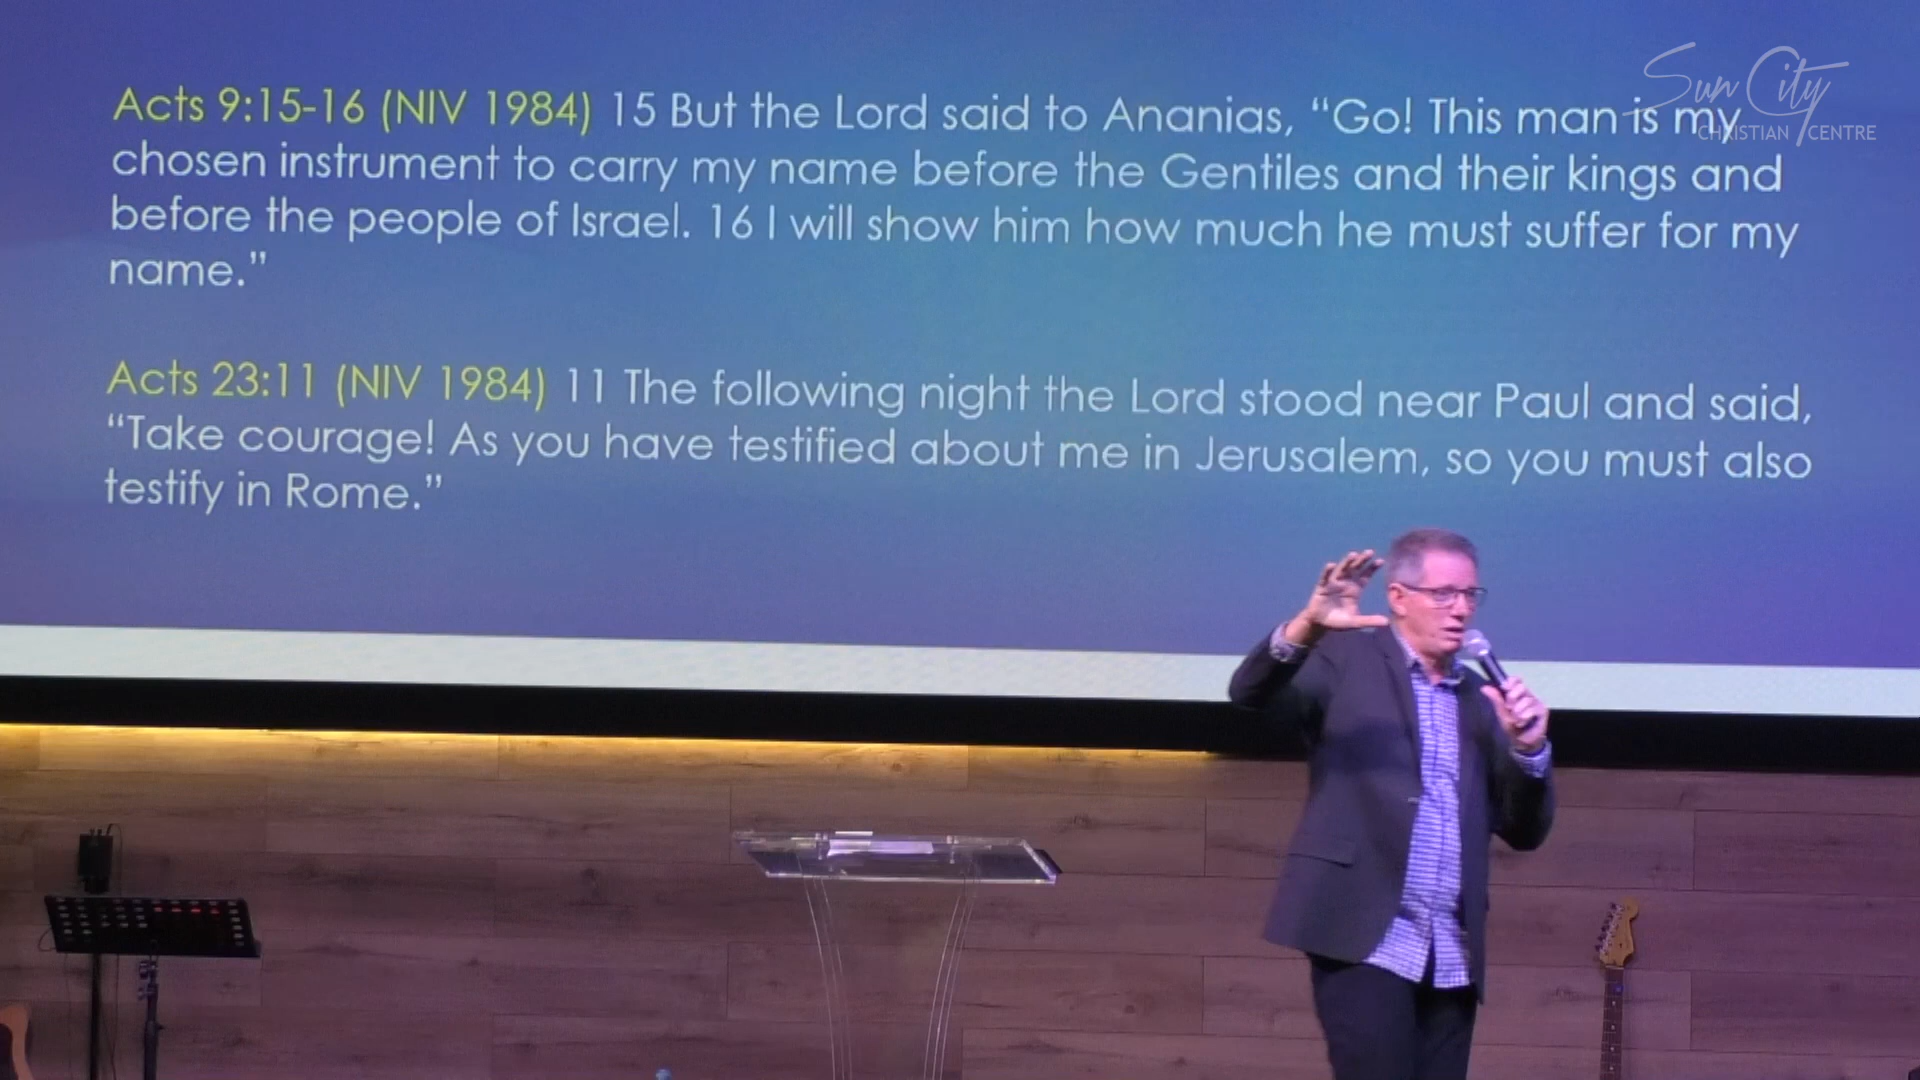 Sun City
CHRISTIAN CENTRE
Acts 9:15-16 (NIV 1984) 15 But the Lord said to Ananias, “Go! This man is my
chosen instrument to carry my name before the Gentiles and their kings and
before the people of Israel. 16 I will show him how much he must suffer for my
name.”
Acts 23:11 (NIV 1984) 11 The following night the Lord stood near Paul and said,
“Take courage! As you have testified about me in Jerusalem, so you must also
testify in Rome.”